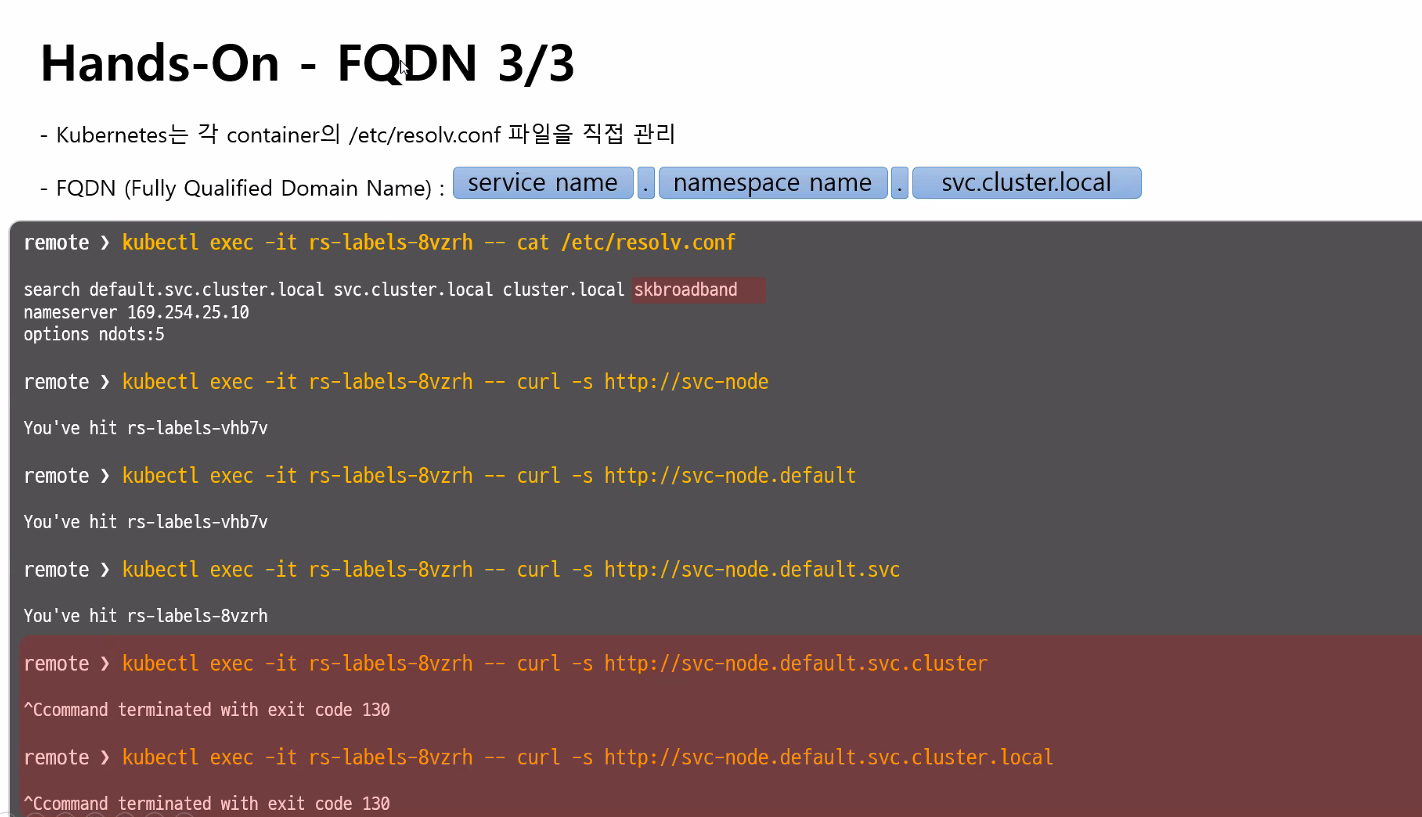 Hands-On - FQDN 3/3
- Kubernetes는 각 container의 /etc/resolv.conf 파일을 직접 관리
- FQDN (Fully Qualified Domain Name) : service name . namespace name . svc.cluster.local
remote ❯ kubectl exec -it rs-labels-8vzrh -- cat /etc/resolv.conf
search default.svc.cluster.local svc.cluster.local cluster.local skbroadband
nameserver 169.254.25.10
options ndots:5
remote ❯ kubectl exec -it rs-labels-8vzrh -- curl -s http://svc-node
You've hit rs-labels-vhb7v
remote ❯ kubectl exec -it rs-labels-8vzrh -- curl -s http://svc-node.default
You've hit rs-labels-vhb7v
remote ❯ kubectl exec -it rs-labels-8vzrh -- curl -s http://svc-node.default.svc
You've hit rs-labels-8vzrh
remote ❯ kubectl exec -it rs-labels-8vzrh -- curl -s http://svc-node.default.svc.cluster
^Ccommand terminated with exit code 130
remote ❯ kubectl exec -it rs-labels-8vzrh -- curl -s http://svc-node.default.svc.cluster.local
^Ccommand terminated with exit code 130